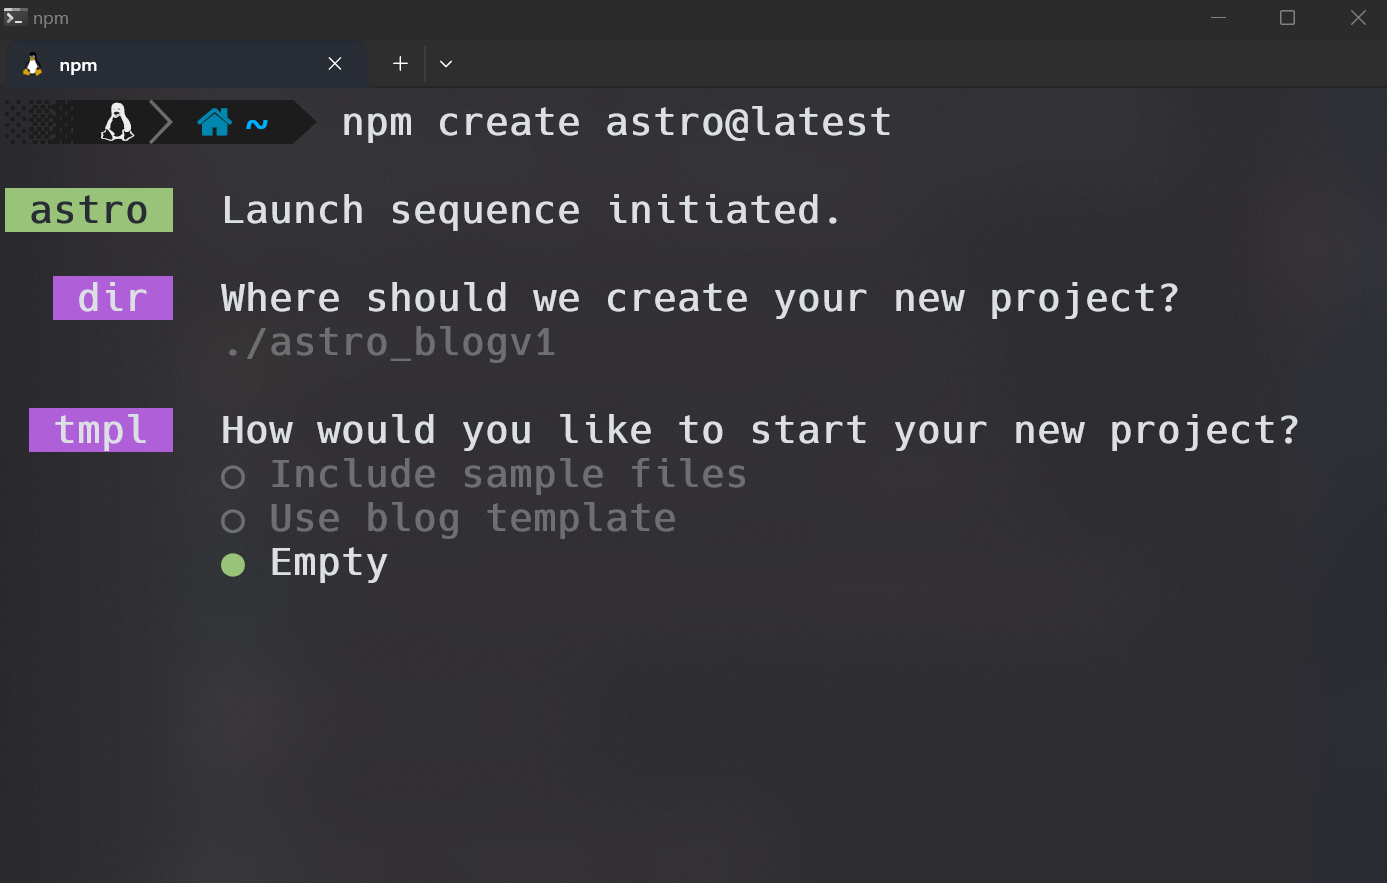 npm
npm
~ npm create astro@latest
astro Launch sequence initiated.
dir Where should we create your new project?
./astro_blogv1
tmpl How would you like to start your new project?
○ Include sample files
○ Use blog template
● Empty